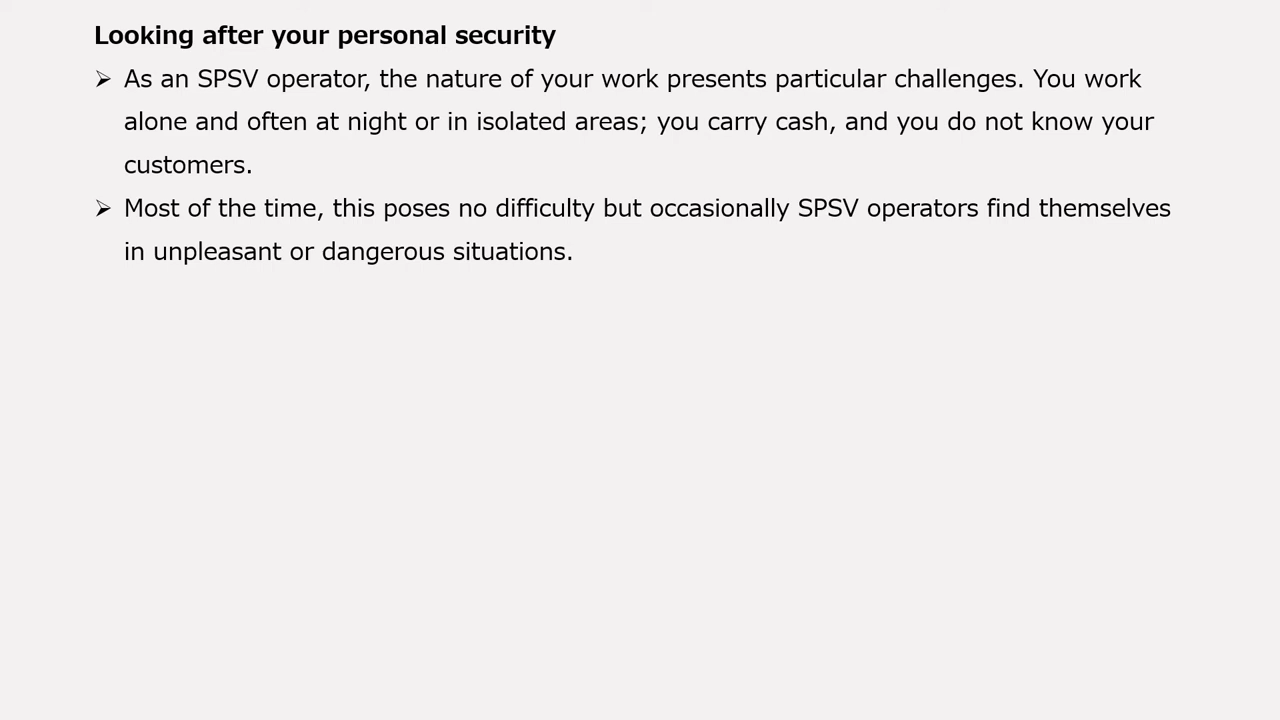 Looking after your personal security
➢ As an SPSV operator, the nature of your work presents particular challenges. You work
alone and often at night or in isolated areas; you carry cash, and you do not know your
customers.
➢ Most of the time, this poses no difficulty but occasionally SPSV operators find themselves
in unpleasant or dangerous situations.